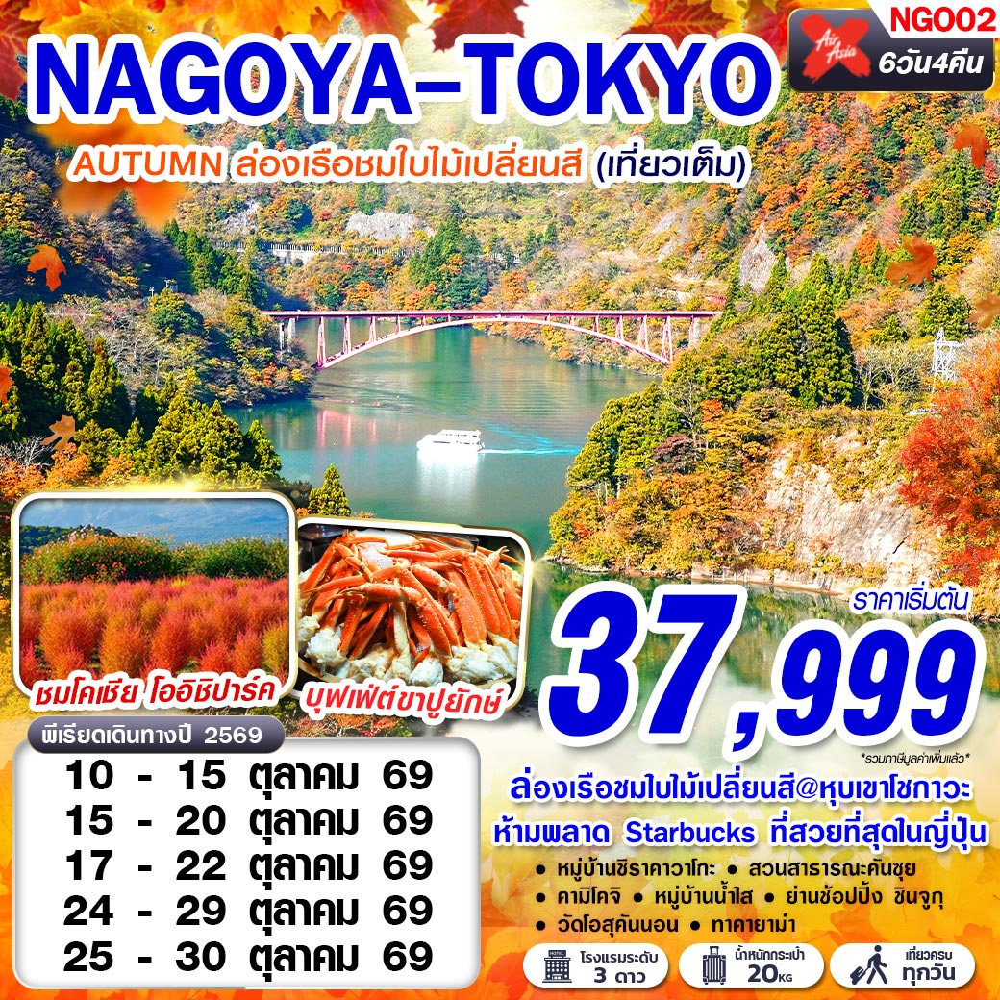 NAGOYA-TOKYO
Air Asia
NGO02
6วัน4คืน
AUTUMN ล่องเรือชมใบไม้เปลี่ยนสี (เที่ยวเต็ม)
ชมโคเชีย โออิชิปาร์ค
บุฟเฟ่ต์ขาปูยักษ์
ราคาเริ่มต้น
37,999
*รวมภาษีมูลค่าเพิ่มแล้ว*
พีเรียดเดินทางปี 2569
10 - 15 ตุลาคม 69
15 - 20 ตุลาคม 69
17 - 22 ตุลาคม 69
24 - 29 ตุลาคม 69
25 - 30 ตุลาคม 69
ล่องเรือชมใบไม้เปลี่ยนสี@หุบเขาโชกาวะ
ห้ามพลาด Starbucks ที่สวยที่สุดในญี่ปุ่น
• หมู่บ้านชิราคาวาโกะ • สวนสาธารณะคันซุย
• คามิโคจิ • หมู่บ้านน้ำใส • ย่านช้อปปิ้ง ชินจูกุ
• วัดโอสุคันนอน • ทาคายาม่า
HOTEL
โรงแรมระดับ
3 ดาว
น้ำหนักกระเป๋า
20KG
เที่ยวครบ
ทุกวัน